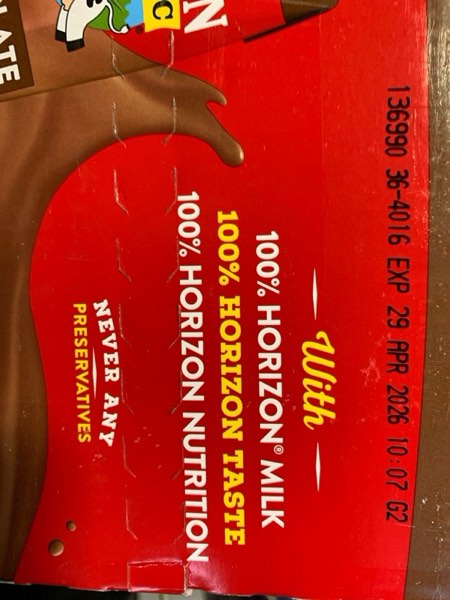 136990 36-4016 EXP 29 APR 2026 10:07 G2
With
100% HORIZON® MILK
100% HORIZON TASTE
100% HORIZON NUTRITION
NEVER ANY
PRESERVATIVES